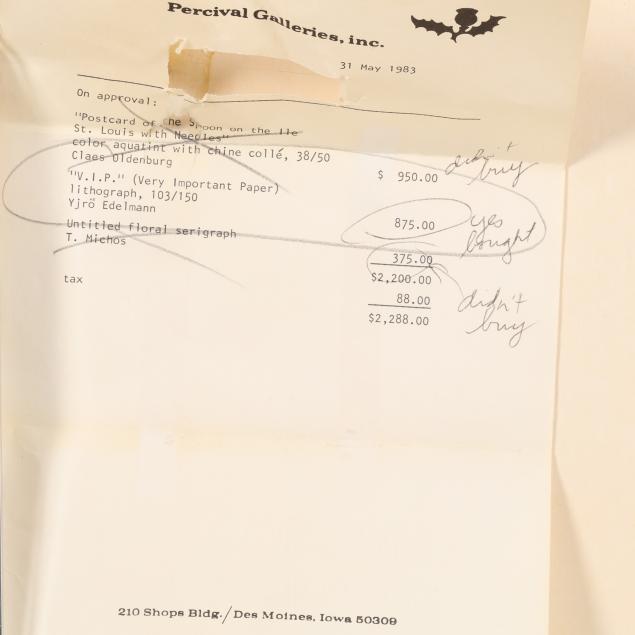 Percival Galleries, inc.
31 May 1983
On approval:
"Postcard of he Spoon on the Ile
St. Louis with Needles"
color aquatint with chine collé, 38/50
Claes Oldenburg
$ 950.00
didn't
buy
"V.I.P." (Very Important Paper)
lithograph, 103/150
Yjrö Edelmann
875.00
yes
bought
Untitled floral serigraph
T. Michos
375.00
$2,200.00
tax
88.00
didn't
buy
$2,288.00
210 Shops Bldg./Des Moines, Iowa 50309